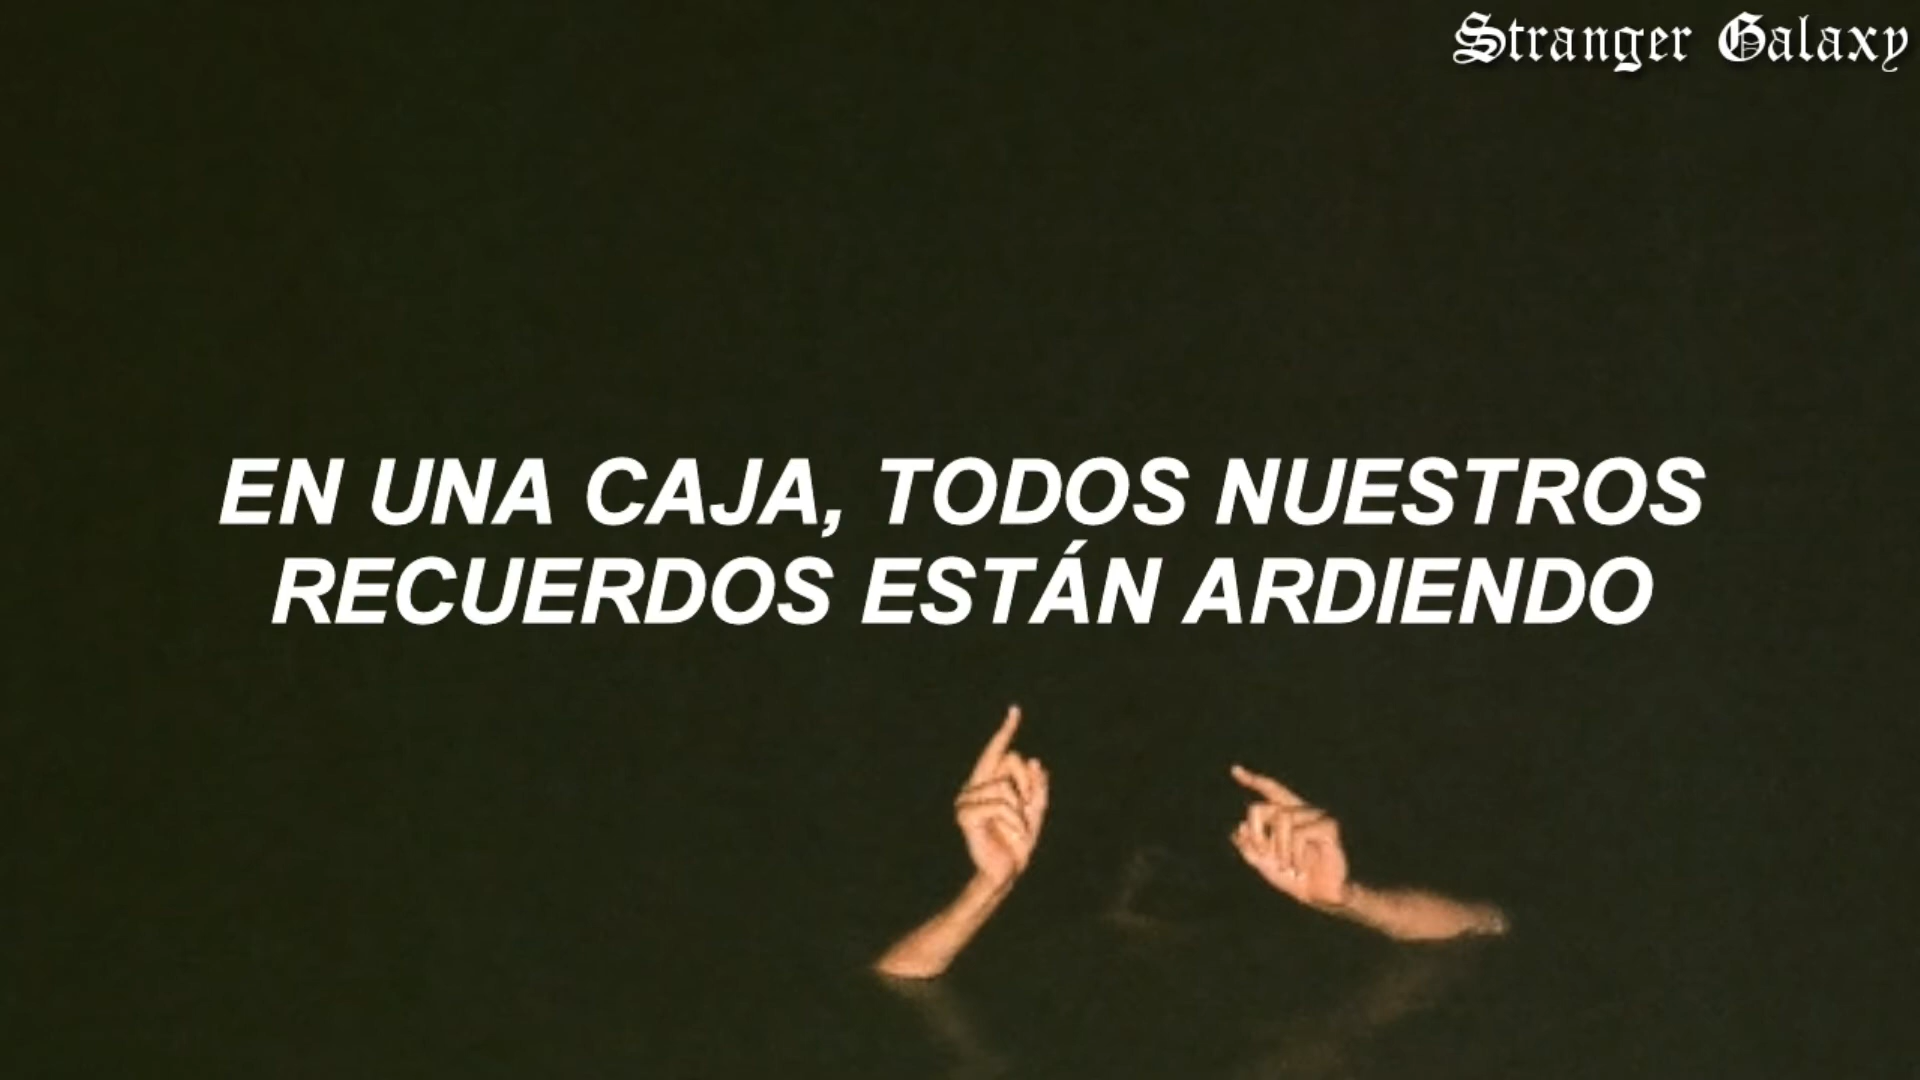 Stranger Galaxy
EN UNA CAJA, TODOS NUESTROS
RECUERDOS ESTÁN ARDIENDO